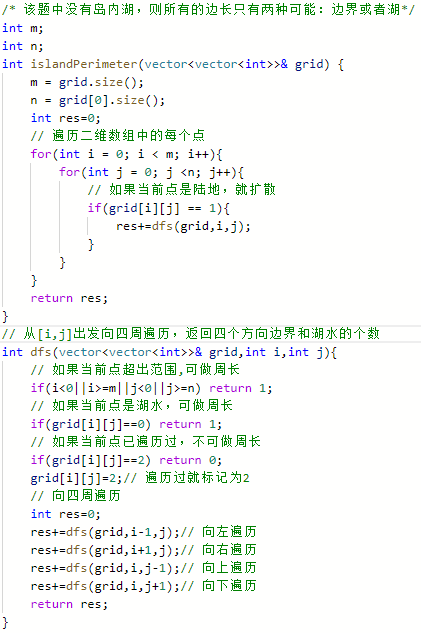 /* 该题中没有岛内湖，则所有的边长只有两种可能：边界或者湖*/
int m;
int n;
int islandPerimeter(vector<vector<int>>& grid) {
    m = grid.size();
    n = grid[0].size();
    int res=0;
    // 遍历二维数组中的每个点
    for(int i = 0; i < m; i++){
        for(int j = 0; j <n; j++){
            // 如果当前点是陆地，就扩散
            if(grid[i][j] == 1){
                res+=dfs(grid,i,j);
            }
        }
    }
    return res;
}
// 从[i,j]出发向四周遍历，返回四个方向边界和湖水的个数
int dfs(vector<vector<int>>& grid,int i,int j){
    // 如果当前点超出范围,可做周长
    if(i<0||i>=m||j<0||j>=n) return 1;
    // 如果当前点是湖水，可做周长
    if(grid[i][j]==0) return 1;
    // 如果当前点已遍历过，不可做周长
    if(grid[i][j]==2) return 0;
    grid[i][j]=2;// 遍历过就标记为2
    // 向四周遍历
    int res=0;
    res+=dfs(grid,i-1,j);// 向左遍历
    res+=dfs(grid,i+1,j);// 向右遍历
    res+=dfs(grid,i,j-1);// 向上遍历
    res+=dfs(grid,i,j+1);// 向下遍历
    return res;
}